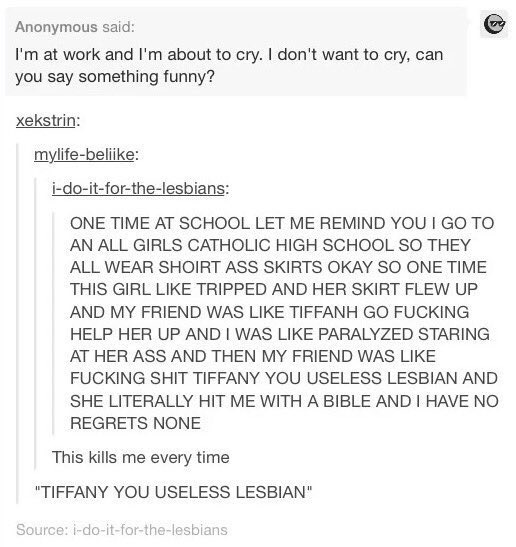 Anonymous said:
I'm at work and I'm about to cry. I don't want to cry, can
you say something funny?
xekstrin:
mylife-beliike:
i-do-it-for-the-lesbians:
ONE TIME AT SCHOOL LET ME REMIND YOU I GO TO
AN ALL GIRLS CATHOLIC HIGH SCHOOL SO THEY
ALL WEAR SHOIRT ASS SKIRTS OKAY SO ONE TIME
THIS GIRL LIKE TRIPPED AND HER SKIRT FLEW UP
AND MY FRIEND WAS LIKE TIFFANH GO FUCKING
HELP HER UP AND I WAS LIKE PARALYZED STARING
AT HER ASS AND THEN MY FRIEND WAS LIKE
FUCKING SHIT TIFFANY YOU USELESS LESBIAN AND
SHE LITERALLY HIT ME WITH A BIBLE AND I HAVE NO
REGRETS NONE
This kills me every time
"TIFFANY YOU USELESS LESBIAN"
Source: i-do-it-for-the-lesbians